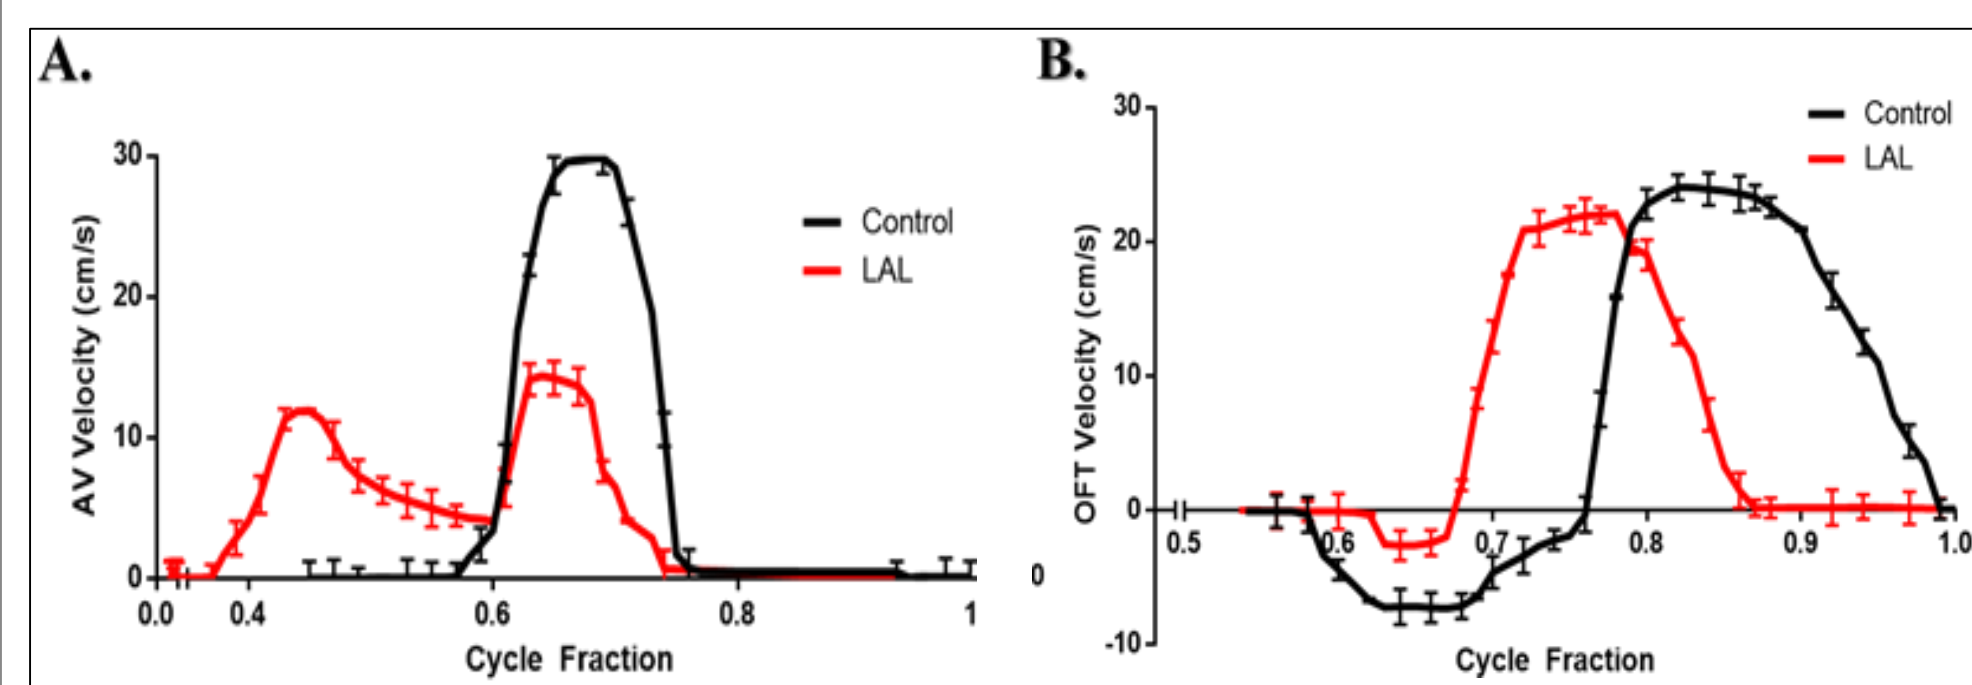 A.
30
20
10
0
AV Velocity (cm/s)
Control
LAL
0.0 0.4 0.6 0.8 1
Cycle Fraction
0
B.
30
20
10
0
-10
OFT Velocity (cm/s)
Control
LAL
0.5 0.6 0.7 0.8 0.9 1.0
Cycle Fraction